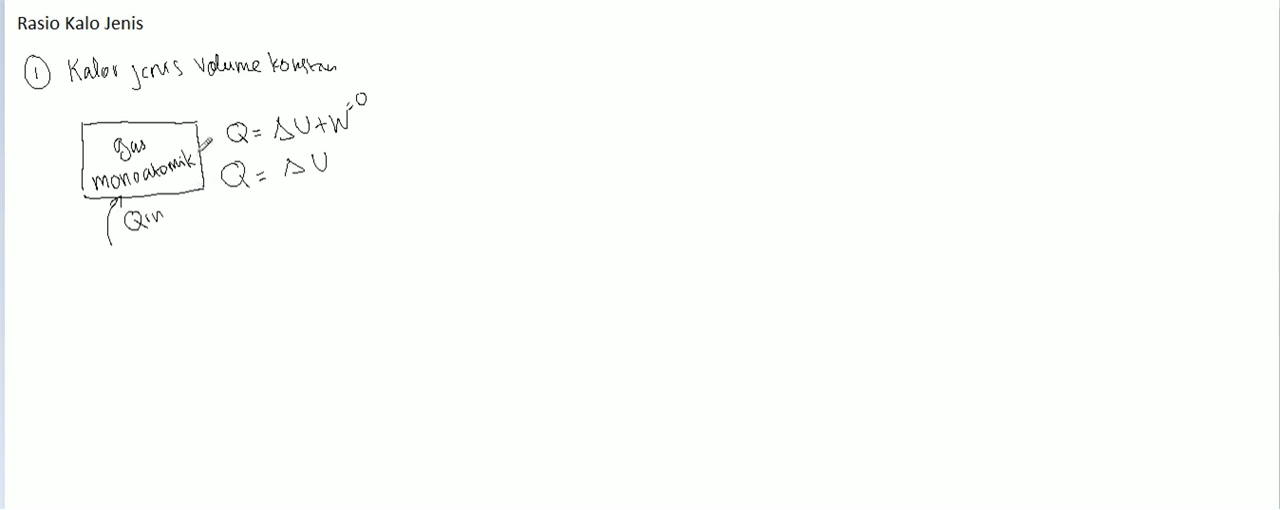 Rasio Kalo Jenis
① Kalor jenis volume konstan
gas
monoatomik
Q = ΔU + W = 0
Q = ΔU
Qin